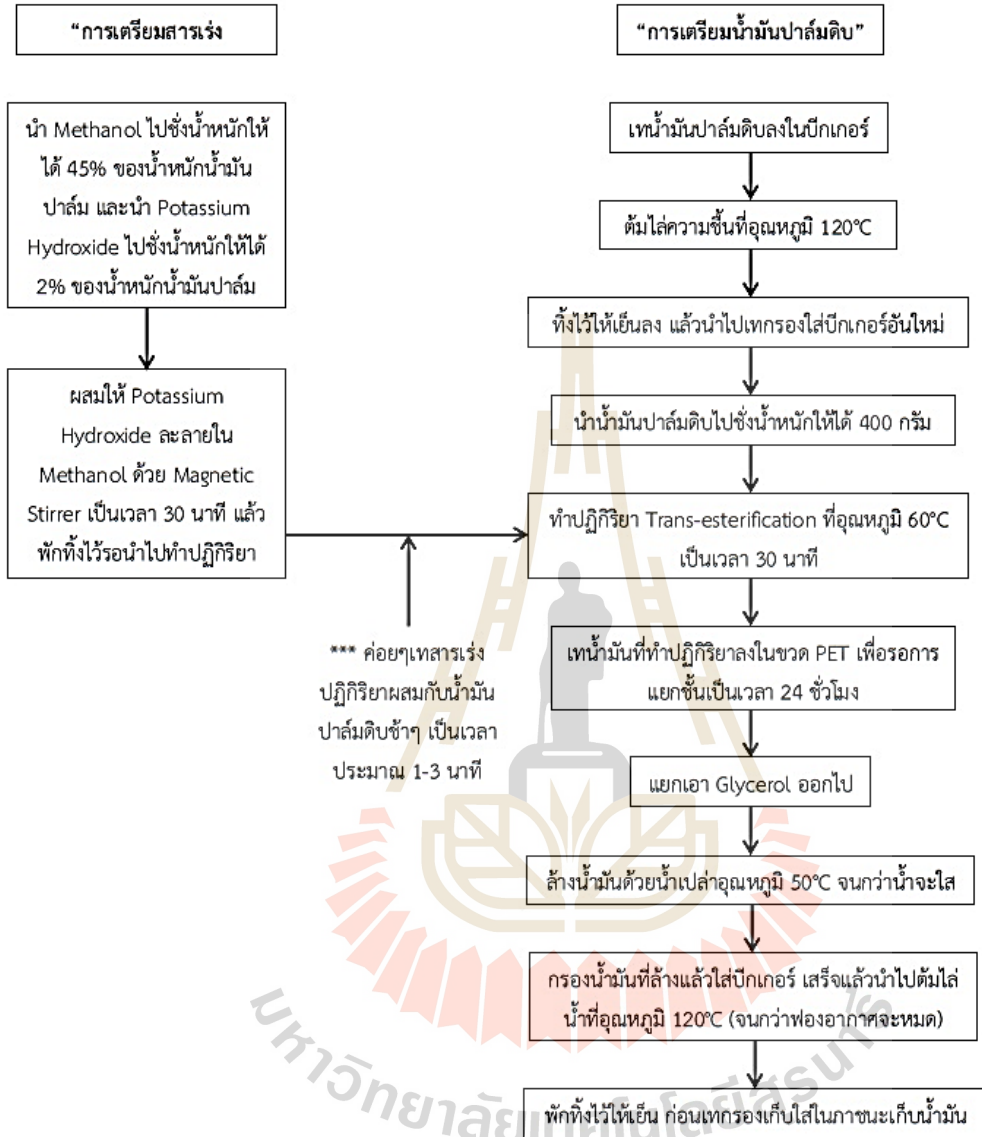 “การเตรียมสารเร่ง
นำ Methanol ไปชั่งน้ำหนักให้
ได้ 45% ของน้ำหนักน้ำมัน
ปาล์ม และนำ Potassium
Hydroxide ไปชั่งน้ำหนักให้ได้
2% ของน้ำหนักน้ำมันปาล์ม
ผสมให้ Potassium
Hydroxide ละลายใน
Methanol ด้วย Magnetic
Stirrer เป็นเวลา 30 นาที แล้ว
พักทิ้งไว้รอนำไปทำปฏิกิริยา
*** ค่อยๆเทสารเร่ง
ปฏิกิริยาผสมกับน้ำมัน
ปาล์มดิบช้าๆ เป็นเวลา
ประมาณ 1-3 นาที
“การเตรียมน้ำมันปาล์มดิบ”
เทน้ำมันปาล์มดิบลงในบีกเกอร์
ต้มไล่ความชื้นที่อุณหภูมิ 120°C
ทิ้งไว้ให้เย็นลง แล้วนำไปเทกรองใส่บีกเกอร์อันใหม่
นำน้ำมันปาล์มดิบไปชั่งน้ำหนักให้ได้ 400 กรัม
ทำปฏิกิริยา Trans-esterification ที่อุณหภูมิ 60°C
เป็นเวลา 30 นาที
เทน้ำมันที่ทำปฏิกิริยาลงในขวด PET เพื่อรอการ
แยกชั้นเป็นเวลา 24 ชั่วโมง
แยกเอา Glycerol ออกไป
ล้างน้ำมันด้วยน้ำเปล่าอุณหภูมิ 50°C จนกว่าน้ำจะใส
กรองน้ำมันที่ล้างแล้วใส่บีกเกอร์ เสร็จแล้วนำไปต้มไล่
น้ำที่อุณหภูมิ 120°C (จนกว่าฟองอากาศจะหมด)
พักทิ้งไว้ให้เย็น ก่อนเทกรองเก็บใส่ในภาชนะเก็บน้ำมัน
มหาวิทยาลัยเทคโนโลยีสุรนารี